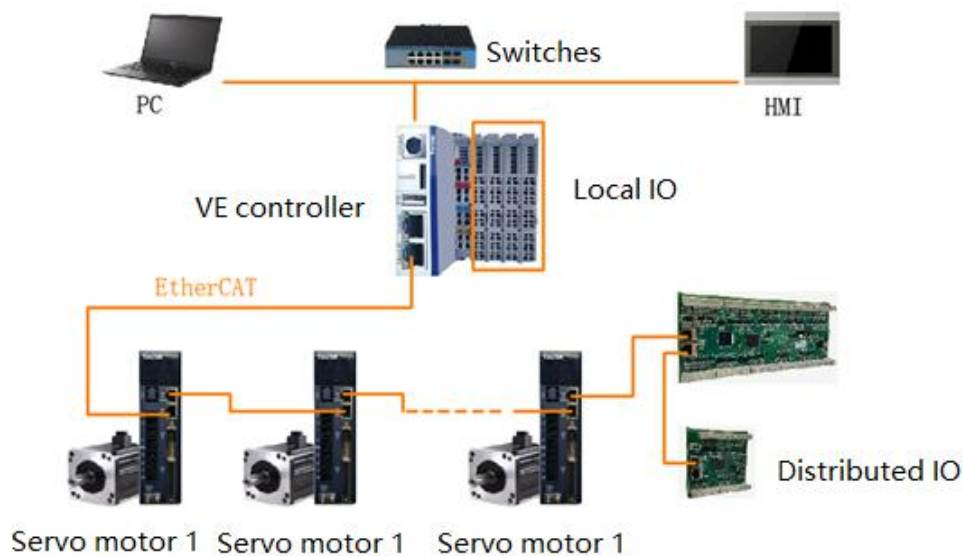 Switches
PC
HMI
VE controller
Local IO
EtherCAT
Distributed IO
Servo motor 1
Servo motor 1
Servo motor 1